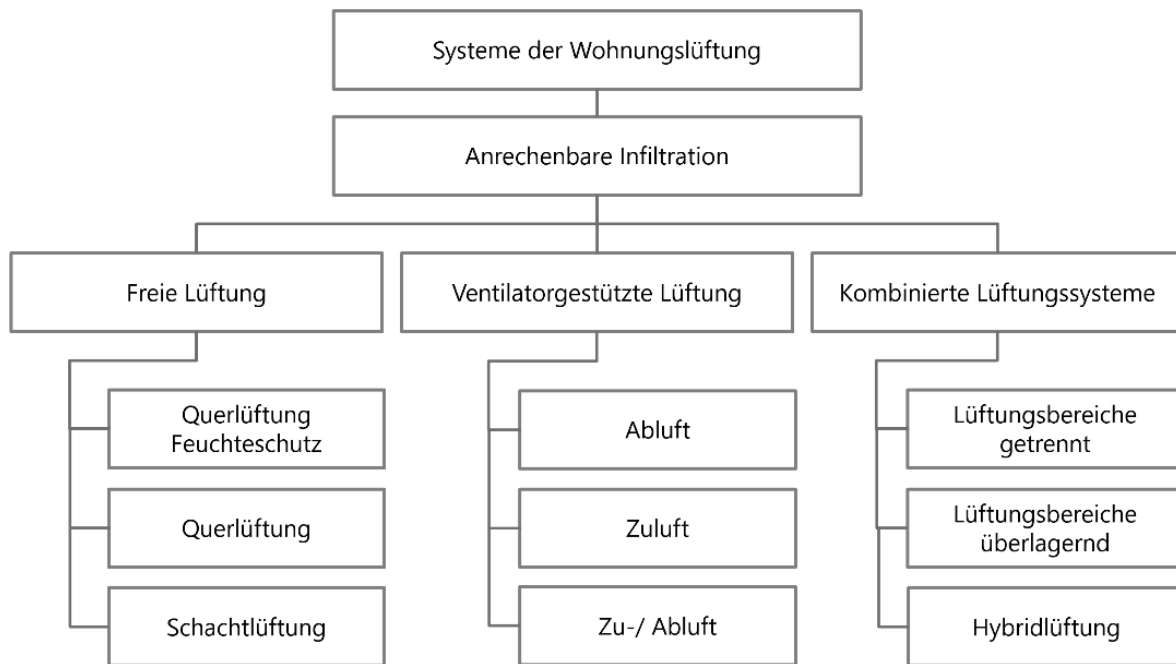 Systeme der Wohnungslüftung
Anrechenbare Infiltration
Freie Lüftung
Ventilatorgestützte Lüftung
Kombinierte Lüftungssysteme
Querlüftung
Feuchteschutz
Querlüftung
Schachtlüftung
Abluft
Zuluft
Zu-/ Abluft
Lüftungsbereiche
getrennt
Lüftungsbereiche
überlagernd
Hybridlüftung